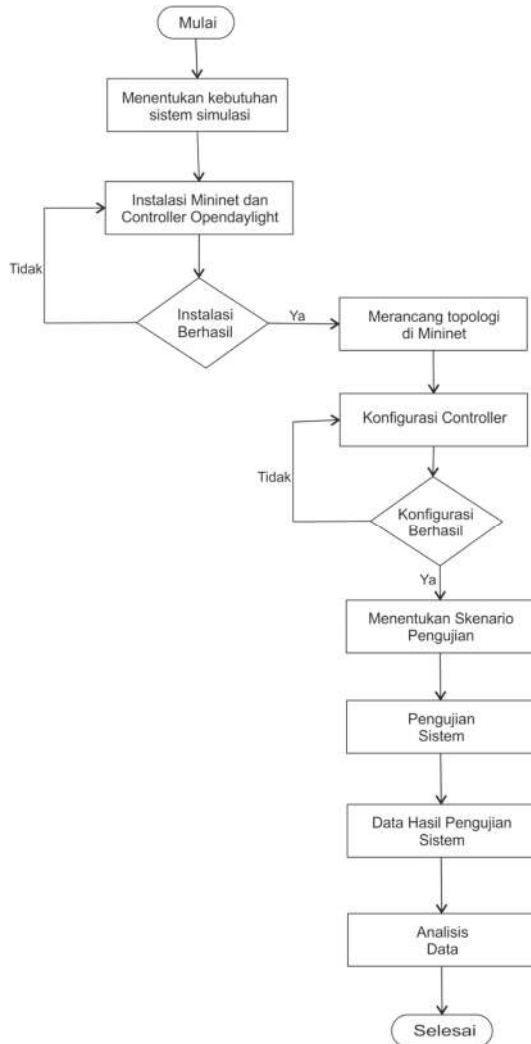 Mulai
Menentukan kebutuhan
sistem simulasi
Instalasi Mininet dan
Controller Opendaylight
Tidak
Instalasi
Berhasil
Ya
Merancang topologi
di Mininet
Konfigurasi Controller
Tidak
Konfigurasi
Berhasil
Ya
Menentukan Skenario
Pengujian
Pengujian
Sistem
Data Hasil Pengujian
Sistem
Analisis
Data
Selesai